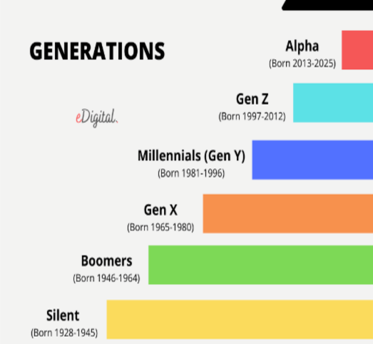 GENERATIONS
Alpha
(Born 2013-2025)
Gen Z
(Born 1997-2012)
eDigital.
Millennials (Gen Y)
(Born 1981-1996)
Gen X
(Born 1965-1980)
Boomers
(Born 1946-1964)
Silent
(Born 1928-1945)